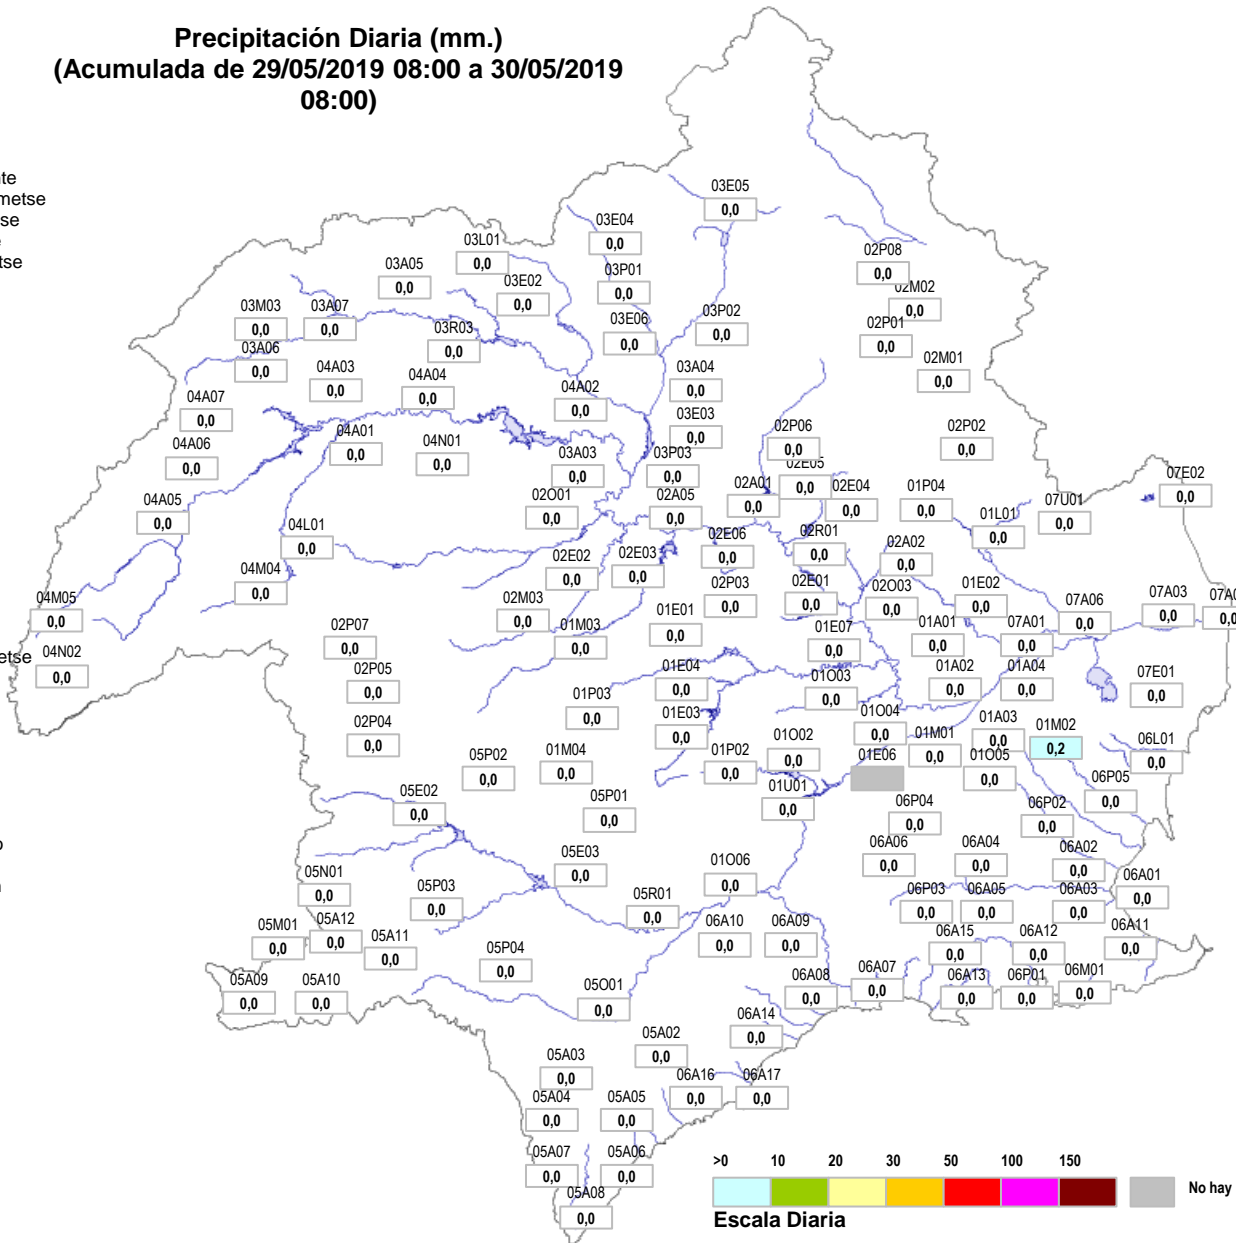 Precipitación Diaria (mm.)
(Acumulada de 29/05/2019 08:00 a 30/05/2019
08:00)
nte
metse
se
e
tse
03E05
0,0
03E04
0,0
03L01
0,0
02P08
0,0
03A05
0,0
03P01
0,0
03E02
0,0
02M02
0,0
03M03
0,0
03A07
0,0
03E06
0,0
03P02
0,0
03R03
0,0
02P01
0,0
03A06
0,0
04A03
0,0
04A04
0,0
03A04
0,0
02M01
0,0
04A07
0,0
04A02
0,0
03E03
0,0
04A01
0,0
04N01
0,0
02P06
0,0
02P02
0,0
04A06
0,0
03A03
0,0
03P03
0,0
02E05
0,0
07E02
0,0
04A05
0,0
02O01
0,0
02A05
0,0
02A01
0,0
02E04
0,0
01P04
0,0
07U01
0,0
01L01
0,0
04L01
0,0
02E06
0,0
02R01
0,0
02A02
0,0
02E02
0,0
02E03
0,0
04M04
0,0
02P03
0,0
02E01
0,0
02O03
0,0
01E02
0,0
04M05
0,0
02M03
0,0
01E01
0,0
07A06
0,0
07A03
0,0
07A0
0,0
02P07
0,0
01M03
0,0
01E07
0,0
01A01
0,0
07A01
0,0
etse
04N02
0,0
02P05
0,0
01E04
0,0
01O03
0,0
01A02
0,0
01A04
0,0
07E01
0,0
01P03
0,0
02P04
0,0
01E03
0,0
01O04
0,0
01M01
0,0
01A03
0,0
01M02
0,2
06L01
0,0
05P02
0,0
01M04
0,0
01P02
0,0
01O02
0,0
01E06
01O05
0,0
05E02
0,0
05P01
0,0
01U01
0,0
06P04
0,0
06P02
0,0
06P05
0,0
o
05E03
0,0
01O06
0,0
06A06
0,0
06A04
0,0
06A02
0,0
n
05N01
0,0
05P03
0,0
05R01
0,0
06P03
0,0
06A05
0,0
06A03
0,0
06A01
0,0
05M01
0,0
05A12
0,0
05A11
0,0
06A10
0,0
06A09
0,0
06A15
0,0
06A12
0,0
06A11
0,0
05P04
0,0
05A09
0,0
05A10
0,0
05O01
0,0
06A08
0,0
06A07
0,0
06A13
0,0
06P01
0,0
06M01
0,0
06A14
0,0
05A02
0,0
05A03
0,0
06A16
0,0
06A17
0,0
05A04
0,0
05A05
0,0
05A07
0,0
05A06
0,0
05A08
0,0
>0 10 20 30 50 100 150
No hay
Escala Diaria